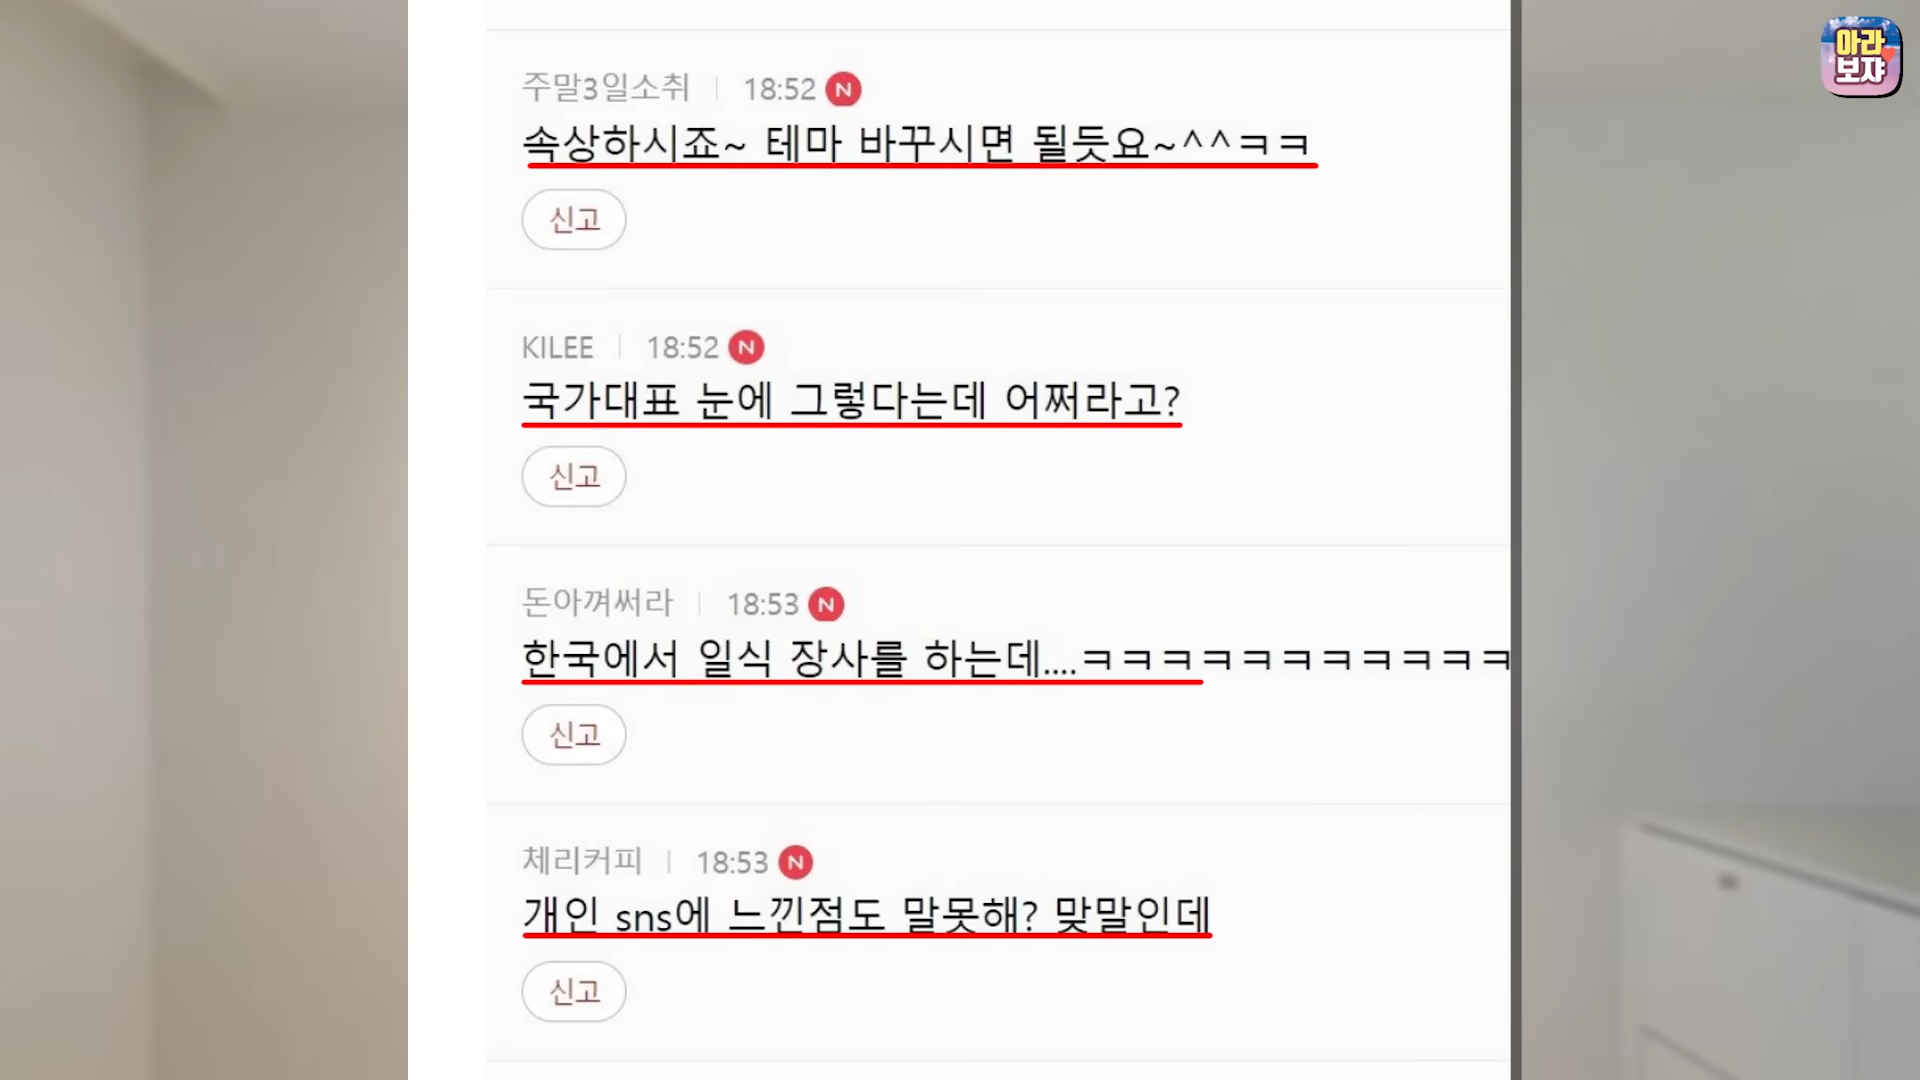 아라
보쟈
주말3일소취 | 18:52 N
속상하시죠~ 테마 바꾸시면 될듯요~^^ㅋㅋ
신고
KILEE | 18:52 N
국가대표 눈에 그렇다는데 어쩌라고?
신고
돈아껴써라 | 18:53 N
한국에서 일식 장사를 하는데....ㅋㅋㅋㅋㅋㅋㅋㅋㅋㅋㅋ
신고
체리커피 | 18:53 N
개인 sns에 느낀점도 말못해? 맞말인데
신고